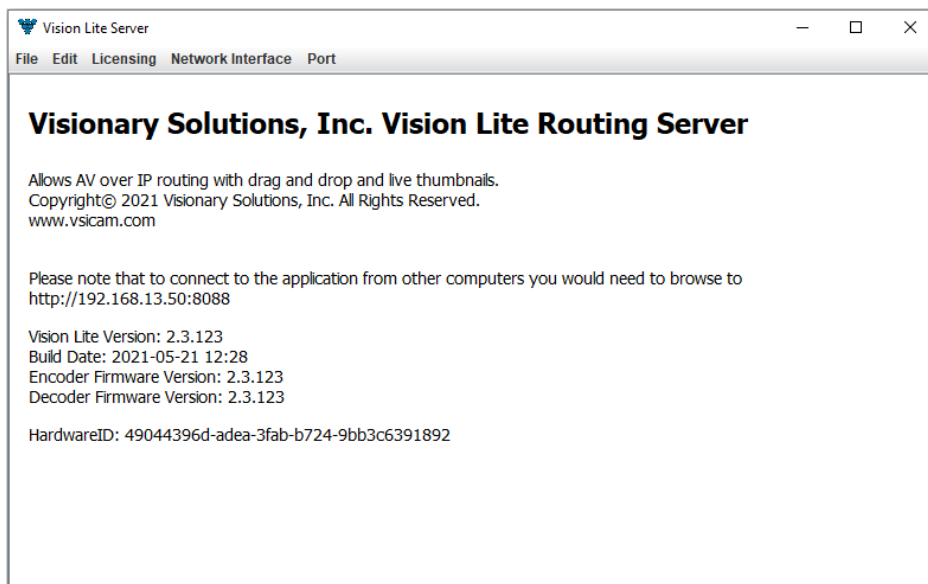 Vision Lite Server
File Edit Licensing Network Interface Port
Visionary Solutions, Inc. Vision Lite Routing Server
Allows AV over IP routing with drag and drop and live thumbnails.
Copyright© 2021 Visionary Solutions, Inc. All Rights Reserved.
www.vsicam.com
Please note that to connect to the application from other computers you would need to browse to
http://192.168.13.50:8088
Vision Lite Version: 2.3.123
Build Date: 2021-05-21 12:28
Encoder Firmware Version: 2.3.123
Decoder Firmware Version: 2.3.123
HardwareID: 49044396d-adea-3fab-b724-9bb3c6391892